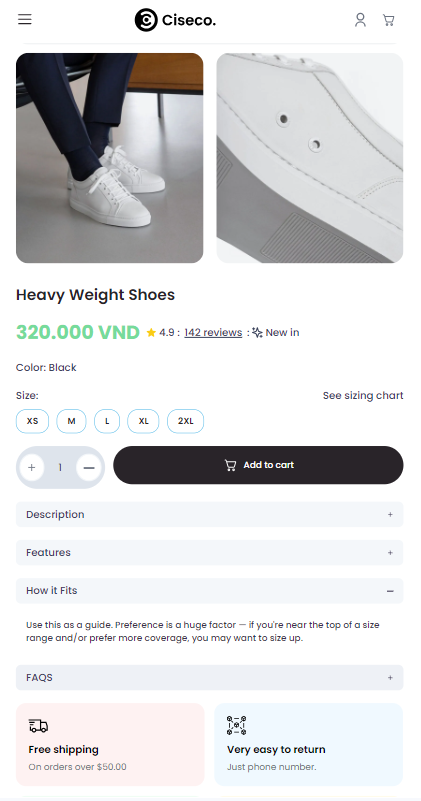 Ciseco.
Heavy Weight Shoes
320.000 VND 4.9 : 142 reviews : New in
Color: Black
Size: See sizing chart
XS M L XL 2XL
+ 1 — Add to cart
Description +
Features +
How it Fits —
Use this as a guide. Preference is a huge factor — if you're near the top of a size
range and/or prefer more coverage, you may want to size up.
FAQS +
Free shipping
On orders over $50.00
Very easy to return
Just phone number.